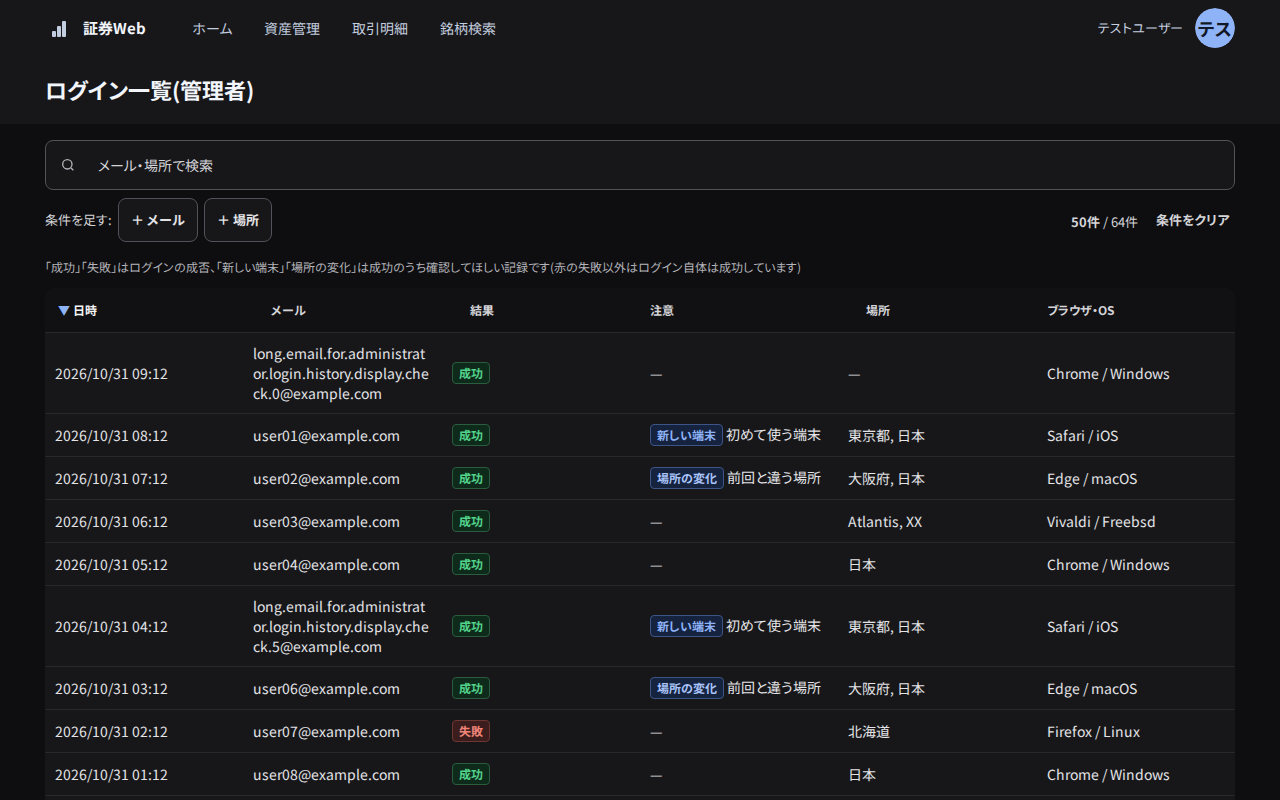 証券Web ホーム 資産管理 取引明細 銘柄検索 テストユーザー テス
ログイン一覧(管理者)
メール・場所で検索
条件を足す: ＋メール ＋場所 50件 / 64件 条件をクリア
「成功」「失敗」はログインの成否、「新しい端末」「場所の変化」は成功のうち確認してほしい記録です(赤の失敗以外はログイン自体は成功しています)
▼日時 メール 結果 注意 場所 ブラウザ・OS
2026/10/31 09:12 long.email.for.administrat
or.login.history.display.che
ck.0@example.com 成功 — — Chrome / Windows
2026/10/31 08:12 user01@example.com 成功 新しい端末 初めて使う端末 東京都, 日本 Safari / iOS
2026/10/31 07:12 user02@example.com 成功 場所の変化 前回と違う場所 大阪府, 日本 Edge / macOS
2026/10/31 06:12 user03@example.com 成功 — Atlantis, XX Vivaldi / Freebsd
2026/10/31 05:12 user04@example.com 成功 — 日本 Chrome / Windows
2026/10/31 04:12 long.email.for.administrat
or.login.history.display.che
ck.5@example.com 成功 新しい端末 初めて使う端末 東京都, 日本 Safari / iOS
2026/10/31 03:12 user06@example.com 成功 場所の変化 前回と違う場所 大阪府, 日本 Edge / macOS
2026/10/31 02:12 user07@example.com 失敗 — 北海道 Firefox / Linux
2026/10/31 01:12 user08@example.com 成功 — 日本 Chrome / Windows